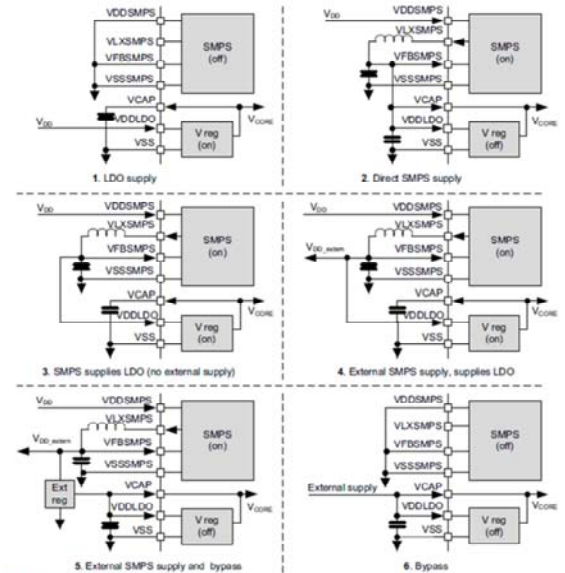 VDDSMPS
VLXSMPS
VFBSMPS
VSSSMPS
SMPS
(off)
VCAP
VDD
VDDLDO
VSS
V reg
(on)
VCORE
1. LDO supply
VDD
VDDSMPS
VLXSMPS
VFBSMPS
VSSSMPS
SMPS
(on)
VCAP
VDDLDO
VSS
V reg
(off)
VCORE
2. Direct SMPS supply
VDD
VDDSMPS
VLXSMPS
VFBSMPS
VSSSMPS
SMPS
(on)
VCAP
VDDLDO
VSS
V reg
(on)
VCORE
3. SMPS supplies LDO (no external supply)
VDD
VDDSMPS
VLXSMPS
VDD_extern
VFBSMPS
VSSSMPS
SMPS
(on)
VCAP
VDDLDO
VSS
V reg
(on)
VCORE
4. External SMPS supply, supplies LDO
VDD
VDDSMPS
VLXSMPS
VDD_extern
VFBSMPS
VSSSMPS
SMPS
(on)
Ext
reg
VCAP
VDDLDO
VSS
V reg
(off)
VCORE
5. External SMPS supply and bypass
VDDSMPS
VLXSMPS
VFBSMPS
VSSSMPS
SMPS
(off)
External supply
VCAP
VDDLDO
VSS
V reg
(off)
VCORE
6. Bypass